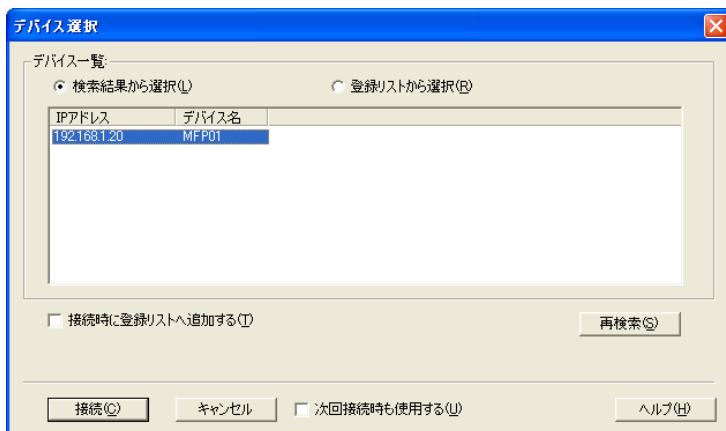 デバイス選択
デバイス一覧:
検索結果から選択(L) 登録リストから選択(R)
IPアドレス デバイス名
192.168.1.20 MFP01
接続時に登録リストへ追加する(T) 再検索(S)
接続(C) キャンセル 次回接続時も使用する(U) ヘルプ(H)